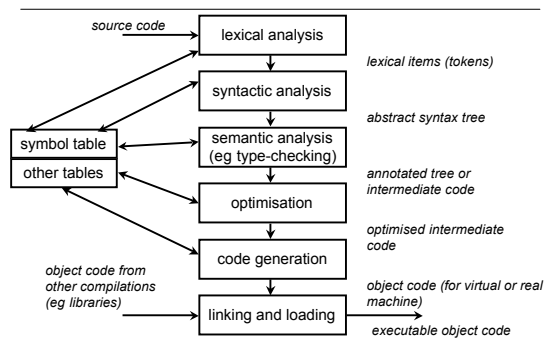 source code
lexical analysis
lexical items (tokens)
syntactic analysis
abstract syntax tree
symbol table
other tables
semantic analysis
(eg type-checking)
annotated tree or
intermediate code
optimisation
optimised intermediate
code
code generation
object code from
other compilations
(eg libraries)
object code (for virtual or real
machine)
linking and loading
executable object code